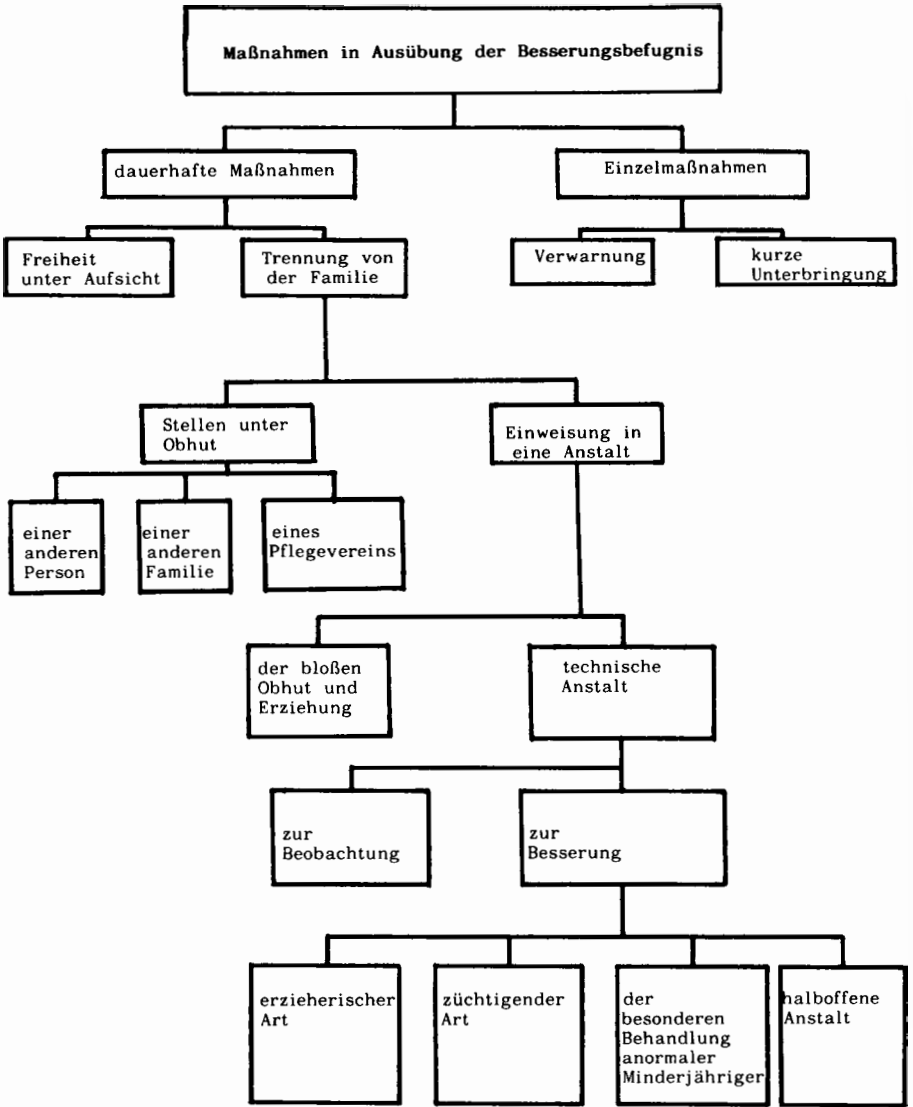 Maßnahmen in Ausübung der Besserungsbefugnis
dauerhafte Maßnahmen
Einzelmaßnahmen
Freiheit
unter Aufsicht
Trennung von
der Familie
Verwarnung
kurze
Unterbringung
Stellen unter
Obhut
Einweisung in
eine Anstalt
einer
anderen
Person
einer
anderen
Familie
eines
Pflegevereins
der bloßen
Obhut und
Erziehung
technische
Anstalt
zur
Beobachtung
zur
Besserung
erzieherischer
Art
züchtigender
Art
der
besonderen
Behandlung
anormaler
Minderjähriger
halboffene
Anstalt